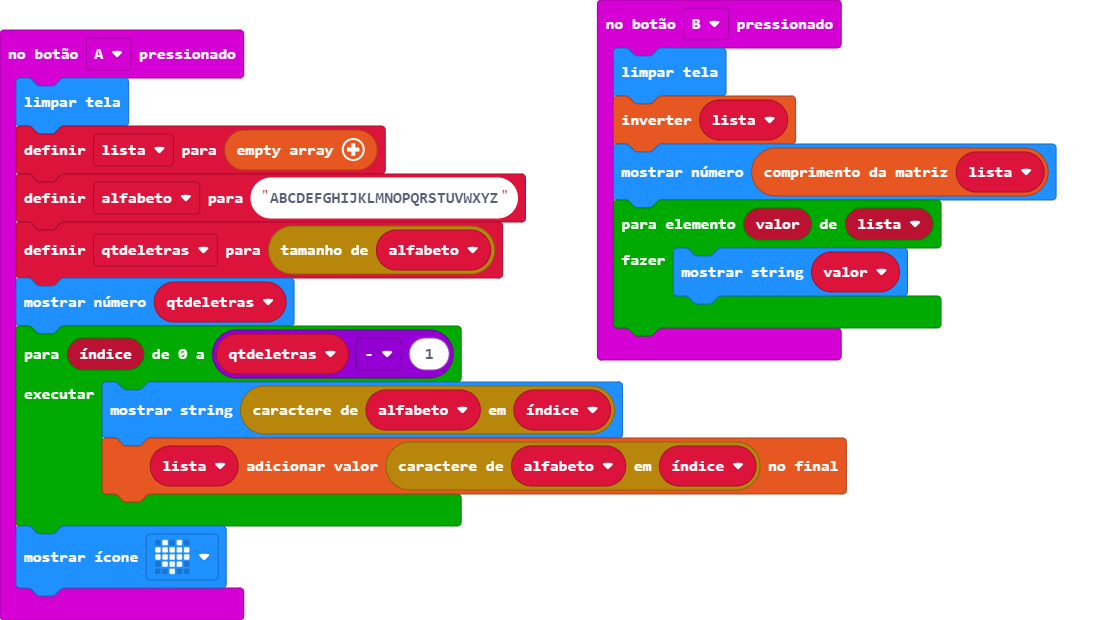 no botão A pressionado
limpar tela
definir lista para empty array
definir alfabeto para "ABCDEFGHIJKLMNOPQRSTUVWXYZ"
definir qtdeletras para tamanho de alfabeto
mostrar número qtdeletras
para índice de 0 a qtdeletras - 1
executar
mostrar string caractere de alfabeto em índice
lista adicionar valor caractere de alfabeto em índice no final
mostrar ícone
no botão B pressionado
limpar tela
inverter lista
mostrar número comprimento da matriz lista
para elemento valor de lista
fazer
mostrar string valor